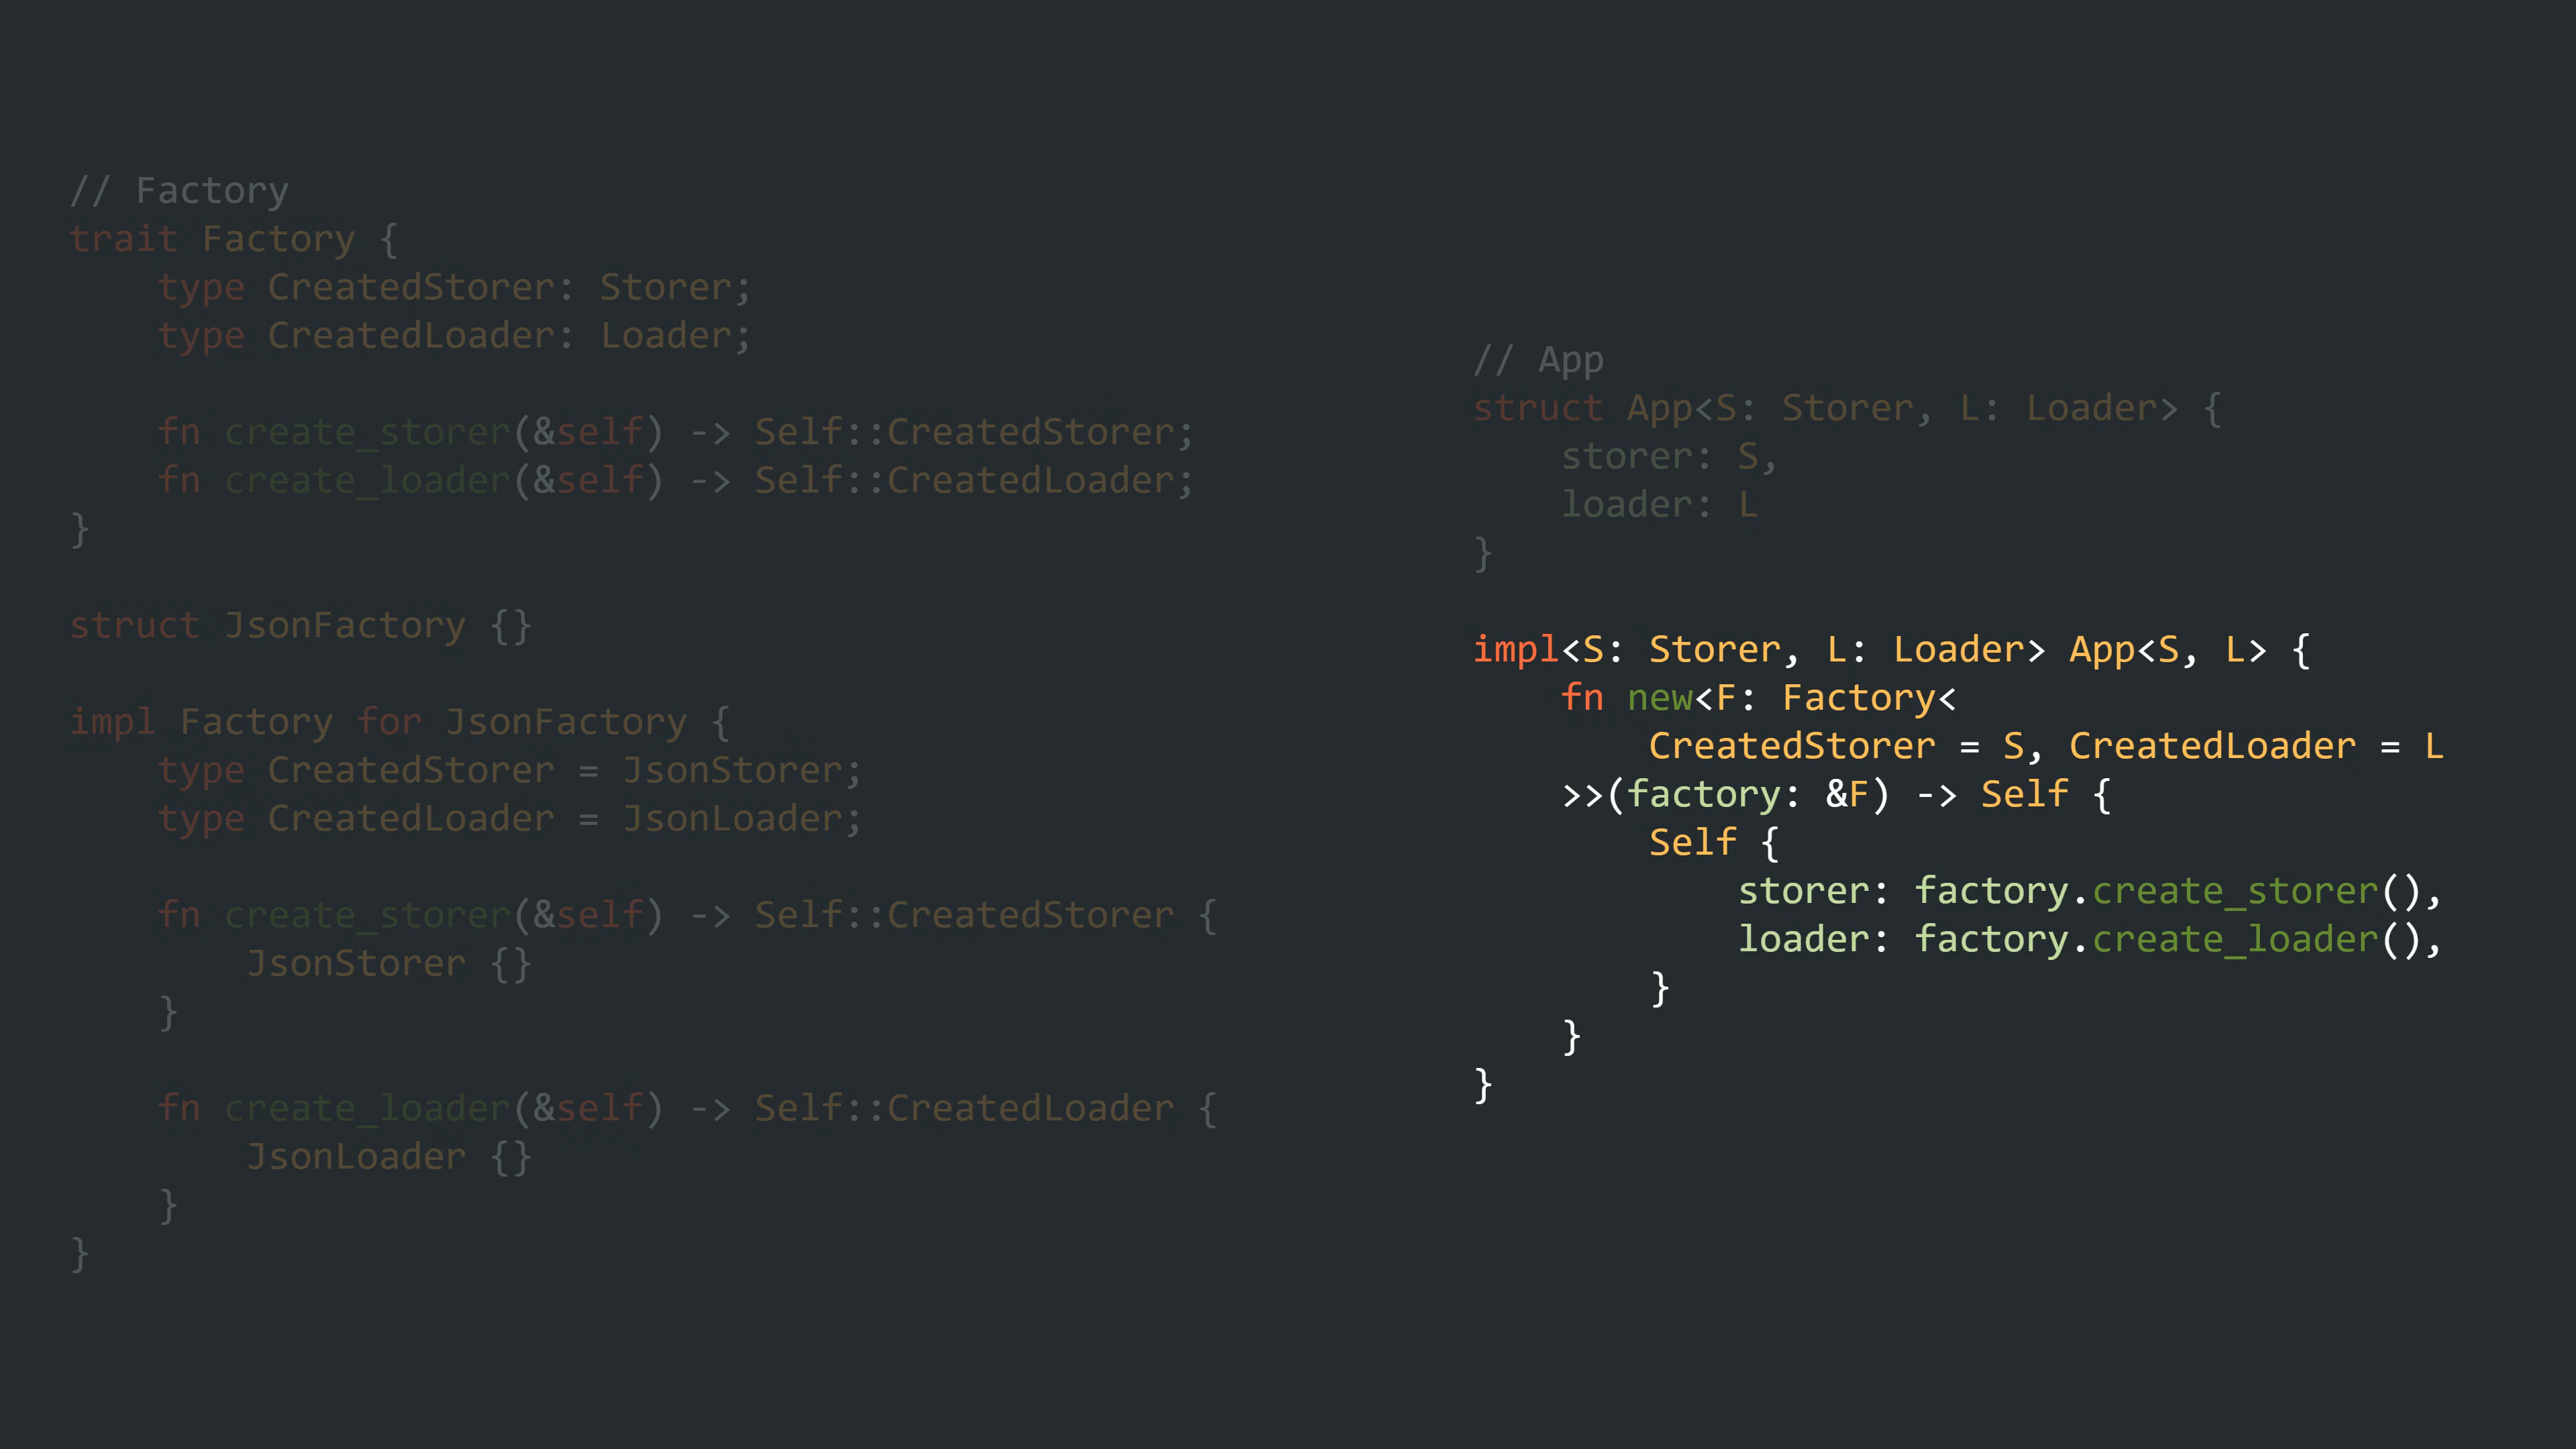 // Factory
trait Factory {
    type CreatedStorer: Storer;
    type CreatedLoader: Loader;

    fn create_storer(&self) -> Self::CreatedStorer;
    fn create_loader(&self) -> Self::CreatedLoader;
}

struct JsonFactory {}

impl Factory for JsonFactory {
    type CreatedStorer = JsonStorer;
    type CreatedLoader = JsonLoader;

    fn create_storer(&self) -> Self::CreatedStorer {
        JsonStorer {}
    }

    fn create_loader(&self) -> Self::CreatedLoader {
        JsonLoader {}
    }
}

// App
struct App<S: Storer, L: Loader> {
    storer: S,
    loader: L
}

impl<S: Storer, L: Loader> App<S, L> {
    fn new<F: Factory<
        CreatedStorer = S, CreatedLoader = L
    >>(factory: &F) -> Self {
        Self {
            storer: factory.create_storer(),
            loader: factory.create_loader(),
        }
    }
}